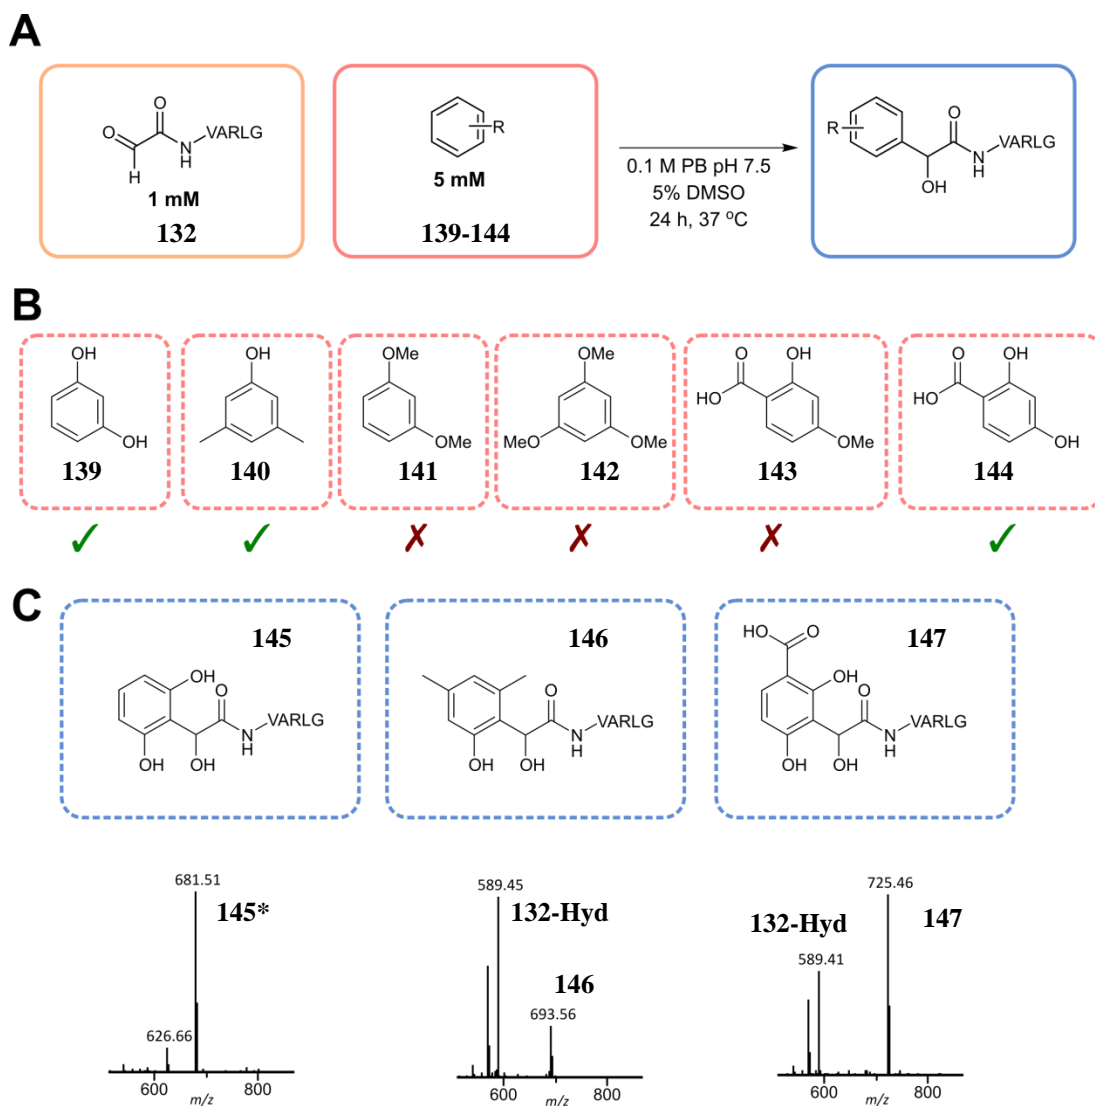 A
O
O
H
N
H
VARLG
1 mM
132
R
5 mM
139-144
0.1 M PB pH 7.5
5% DMSO
24 h, 37 °C
R
O
N
H
VARLG
OH
B
OH
OH
139
OH
140
OMe
OMe
141
OMe
MeO
OMe
142
O
OH
HO
OMe
143
O
OH
HO
OH
144
✓ ✓ ✗ ✗ ✗ ✓
C
145
OH
O
N
H
VARLG
OH
OH
146
O
N
H
VARLG
OH
OH
147
HO
O
OH
O
N
H
VARLG
OH
OH
681.51
145*
626.66
600
800
m/z
589.45
132-Hyd
146
693.56
600
800
m/z
725.46
147
132-Hyd
589.41
600
800
m/z